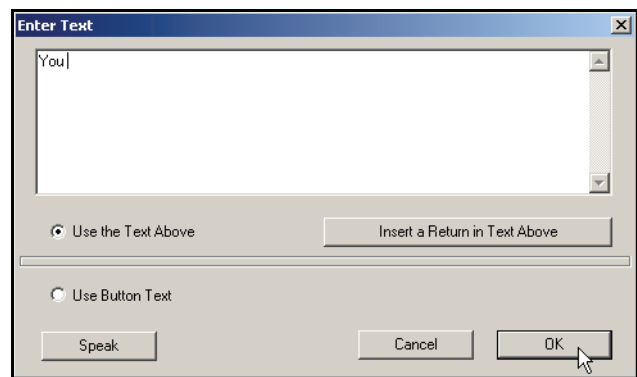 Enter Text
You
Use the Text Above
Insert a Return in Text Above
Use Button Text
Speak
Cancel
OK